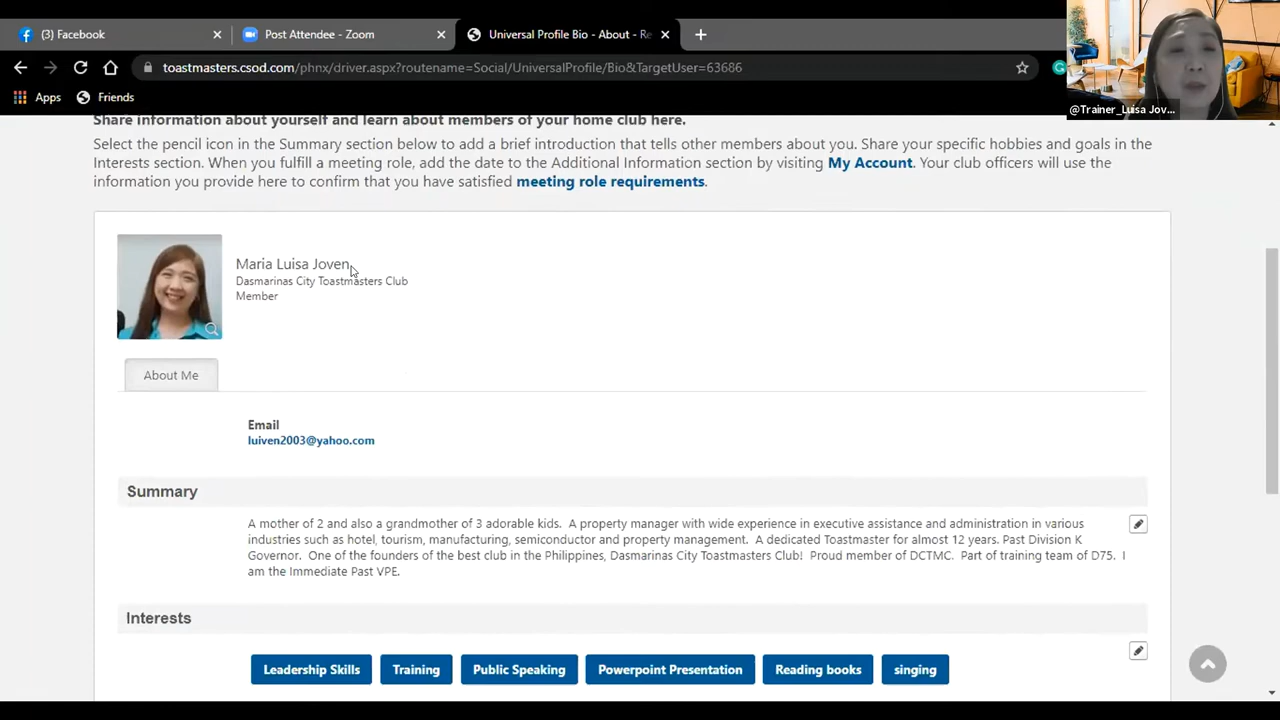 (3) Facebook
Post Attendee - Zoom
Universal Profile Bio - About - Re
toastmasters.csod.com/phnx/driver.aspx?routename=Social/UniversalProfile/Bio&TargetUser=63686
Apps
Friends
@Trainer_Luisa Jov...
Share information about yourself and learn about members of your home club here.
Select the pencil icon in the Summary section below to add a brief introduction that tells other members about you. Share your specific hobbies and goals in the
Interests section. When you fulfill a meeting role, add the date to the Additional Information section by visiting My Account. Your club officers will use the
information you provide here to confirm that you have satisfied meeting role requirements.
Maria Luisa Joven
Dasmarinas City Toastmasters Club
Member
About Me
Email
luiven2003@yahoo.com
Summary
A mother of 2 and also a grandmother of 3 adorable kids. A property manager with wide experience in executive assistance and administration in various
industries such as hotel, tourism, manufacturing, semiconductor and property management. A dedicated Toastmaster for almost 12 years. Past Division K
Governor. One of the founders of the best club in the Philippines, Dasmarinas City Toastmasters Club! Proud member of DCTMC. Part of training team of D75. I
am the Immediate Past VPE.
Interests
Leadership Skills
Training
Public Speaking
Powerpoint Presentation
Reading books
singing